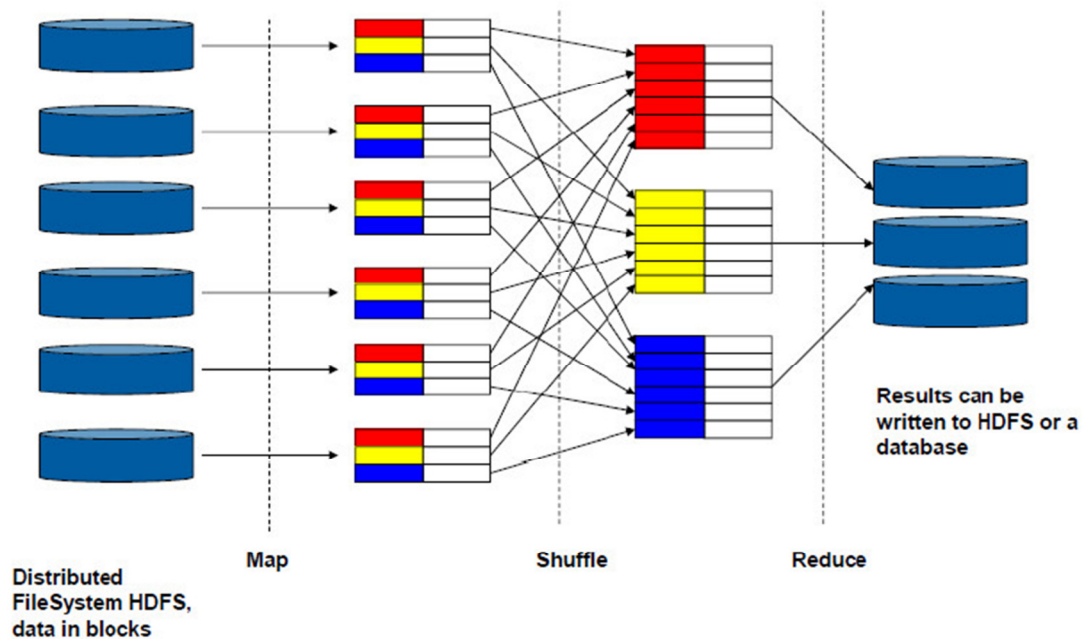 Map
Shuffle
Reduce
Distributed
FileSystem HDFS,
data in blocks
Results can be
written to HDFS or a
database